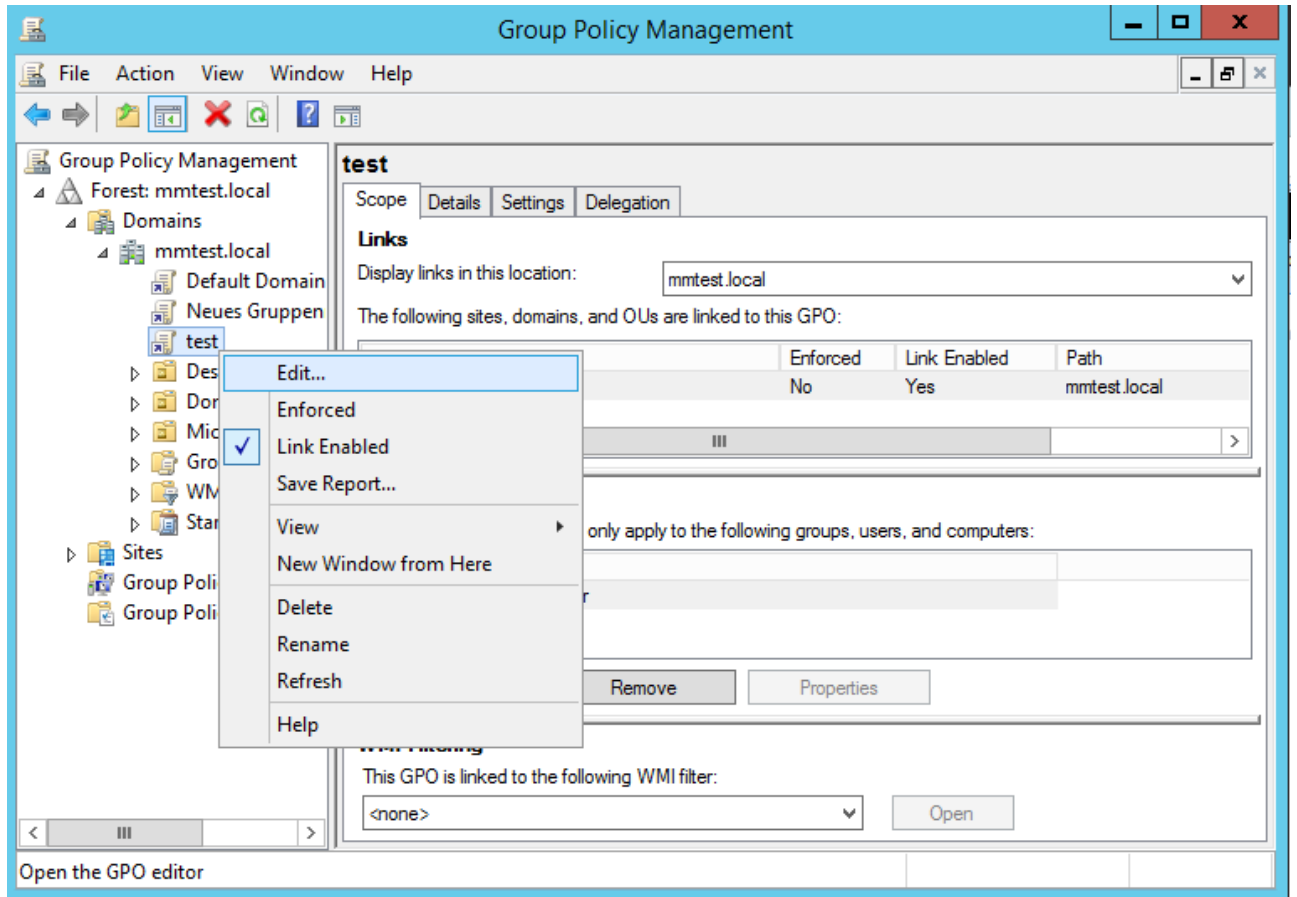 Group Policy Management
File Action View Window Help
Group Policy Management
Forest: mmtest.local
Domains
mmtest.local
Default Domain
Neues Gruppen
test
Des
Dor
Mic
Gro
WM
Star
Sites
Group Poli
Group Poli
Edit...
Enforced
Link Enabled
Save Report...
View
New Window from Here
Delete
Rename
Refresh
Help
test
Scope Details Settings Delegation
Links
Display links in this location: mmtest.local
The following sites, domains, and OUs are linked to this GPO:
Enforced Link Enabled Path
No Yes mmtest.local
only apply to the following groups, users, and computers:
r
Remove Properties
This GPO is linked to the following WMI filter:
<none> Open
Open the GPO editor